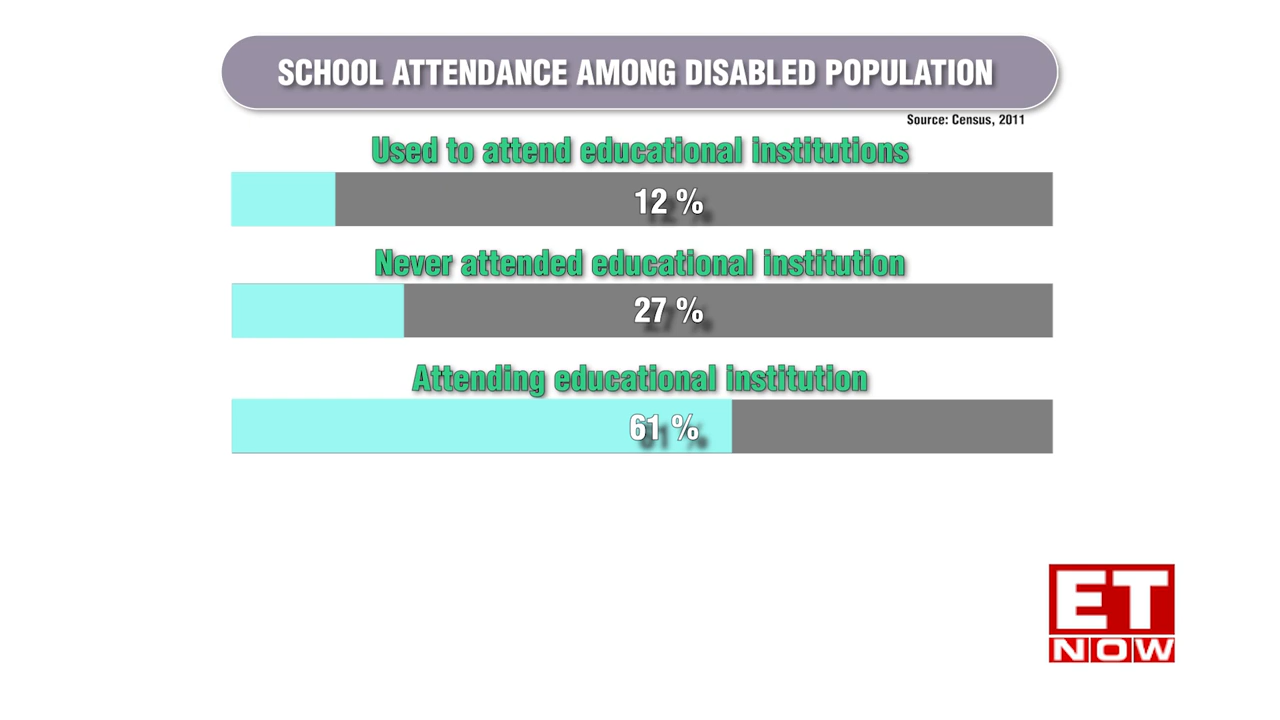 SCHOOL ATTENDANCE AMONG DISABLED POPULATION
Source: Census, 2011
Used to attend educational institutions
12 %
Never attended educational institution
27 %
Attending educational institution
61 %
ET
NOW